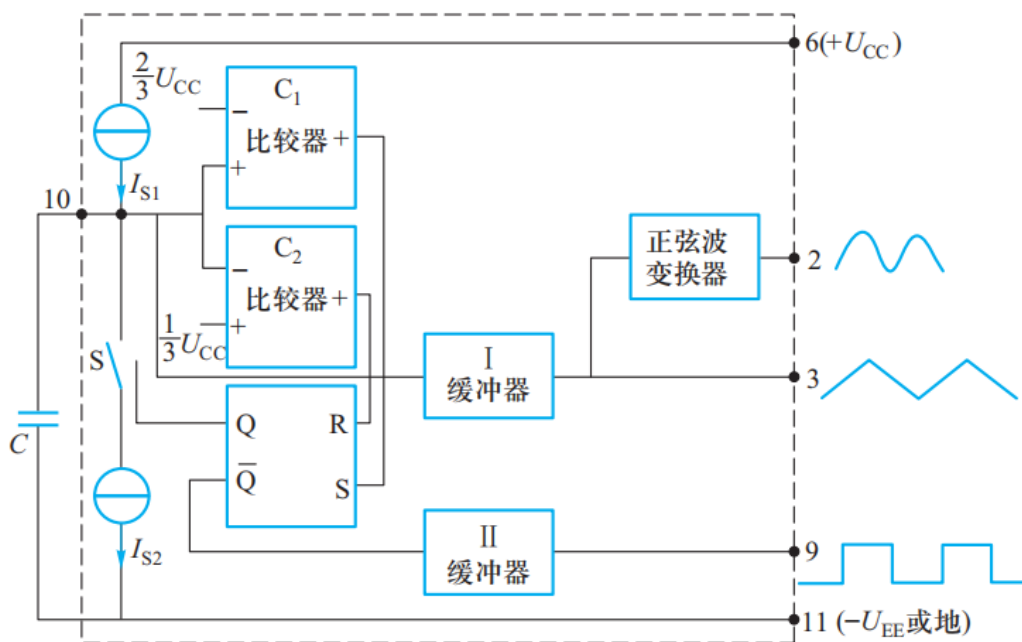 6(+U_CC)
2/3 U_CC
C₁
−
比较器 +
+
I_S1
10
C₂
−
比较器 +
+
1/3 U_CC
正弦波
变换器
2
S
I
缓冲器
3
C
Q
R
Q̅
S
I_S2
II
缓冲器
9
11 (−U_EE或地)